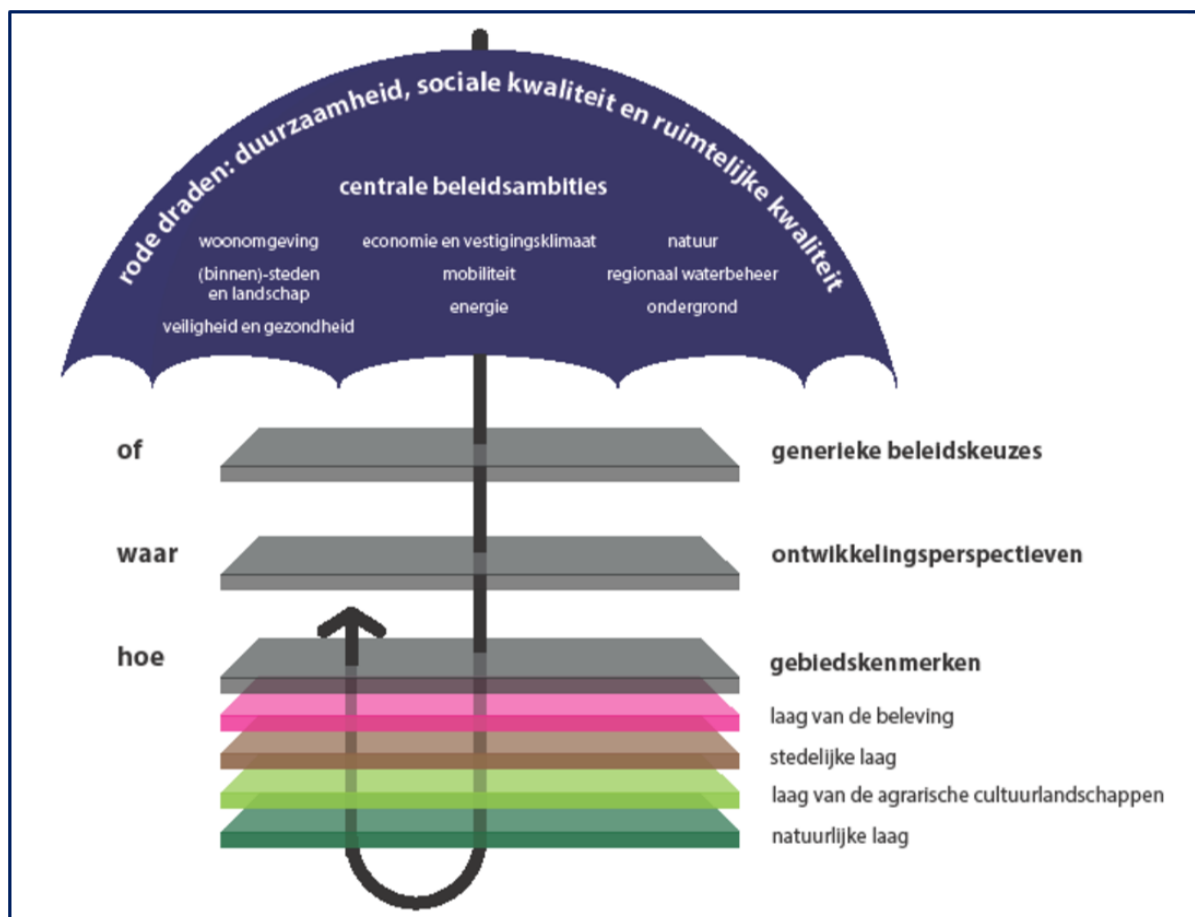 rode draden: duurzaamheid, sociale kwaliteit en ruimtelijke kwaliteit
centrale beleidsambities
woonomgeving
(binnen)-steden
en landschap
veiligheid en gezondheid
economie en vestigingsklimaat
mobiliteit
energie
natuur
regionaal waterbeheer
ondergrond
of
generieke beleidskeuzes
waar
ontwikkelingsperspectieven
hoe
gebiedskenmerken
laag van de beleving
stedelijke laag
laag van de agrarische cultuurlandschappen
natuurlijke laag